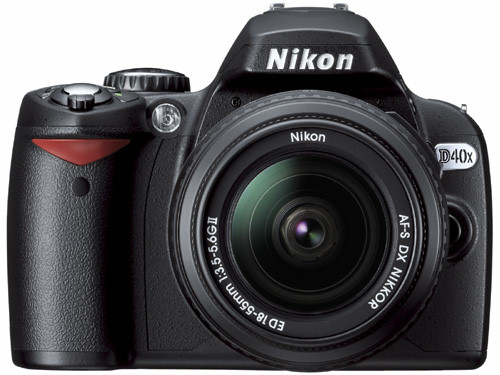 Nikon
Nikon
D40x
AF-S DX NIKKOR
ED 18-55mm 1:3.5-5.6GII